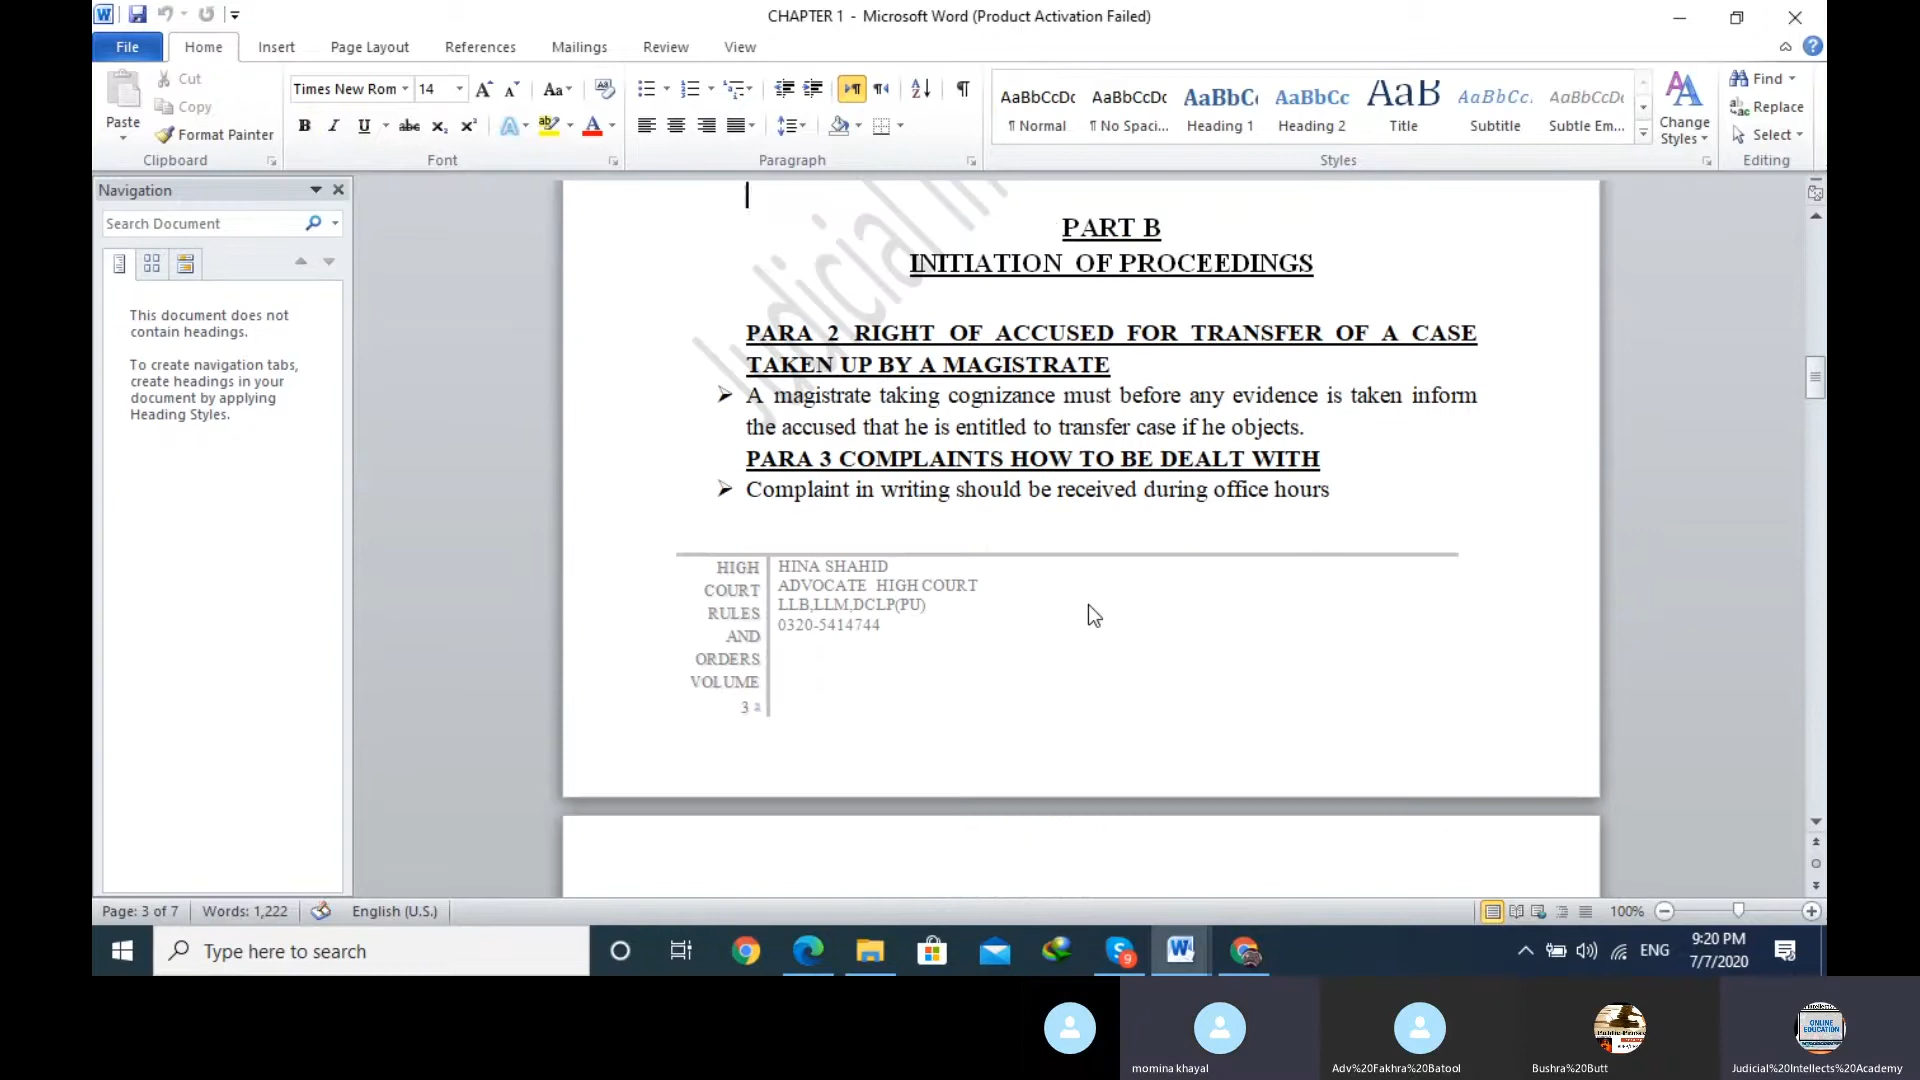 CHAPTER 1 - Microsoft Word (Product Activation Failed)
File Home Insert Page Layout References Mailings Review View
Paste
Cut
Copy
Format Painter
Clipboard
Times New Rom 14
Font
Paragraph
AaBbCcDc AaBbCcDc AaBbC AaBbCc AaB AaBbCc. AaBbCcDc
¶ Normal ¶ No Spaci... Heading 1 Heading 2 Title Subtitle Subtle Em...
Styles
Change
Styles
Find
Replace
Select
Editing
Navigation
Search Document
This document does not
contain headings.
To create navigation tabs,
create headings in your
document by applying
Heading Styles.
Judicial
PART B
INITIATION OF PROCEEDINGS
PARA 2 RIGHT OF ACCUSED FOR TRANSFER OF A CASE
TAKEN UP BY A MAGISTRATE
➢ A magistrate taking cognizance must before any evidence is taken inform
the accused that he is entitled to transfer case if he objects.
PARA 3 COMPLAINTS HOW TO BE DEALT WITH
➢ Complaint in writing should be received during office hours
HIGH
COURT
RULES
AND
ORDERS
VOLUME
3
HINA SHAHID
ADVOCATE HIGH COURT
LLB,LLM,DCLP(PU)
0320-5414744
Page: 3 of 7 Words: 1,222 English (U.S.) 100%
Type here to search
9
ENG
9:20 PM
7/7/2020
ONLINE
EDUCATION
momina khayal Adv%20Fakhra%20Batool Bushra%20Butt Judicial%20Intellects%20Academy